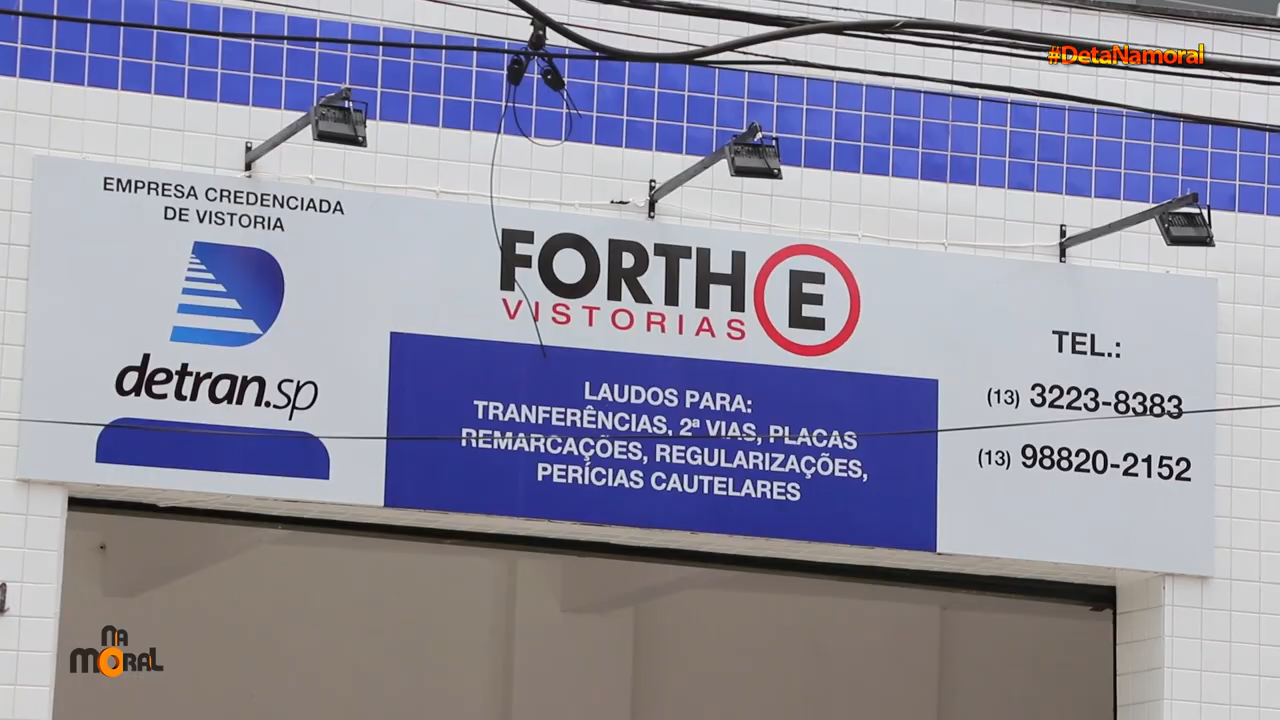 #DetaNamoral
EMPRESA CREDENCIADA
DE VISTORIA
detran.sp
FORTH E
VISTORIAS
LAUDOS PARA:
TRANFERÊNCIAS, 2ª VIAS, PLACAS
REMARCAÇÕES, REGULARIZAÇÕES,
PERÍCIAS CAUTELARES
TEL.:
(13) 3223-8383
(13) 98820-2152
NA
MORAL